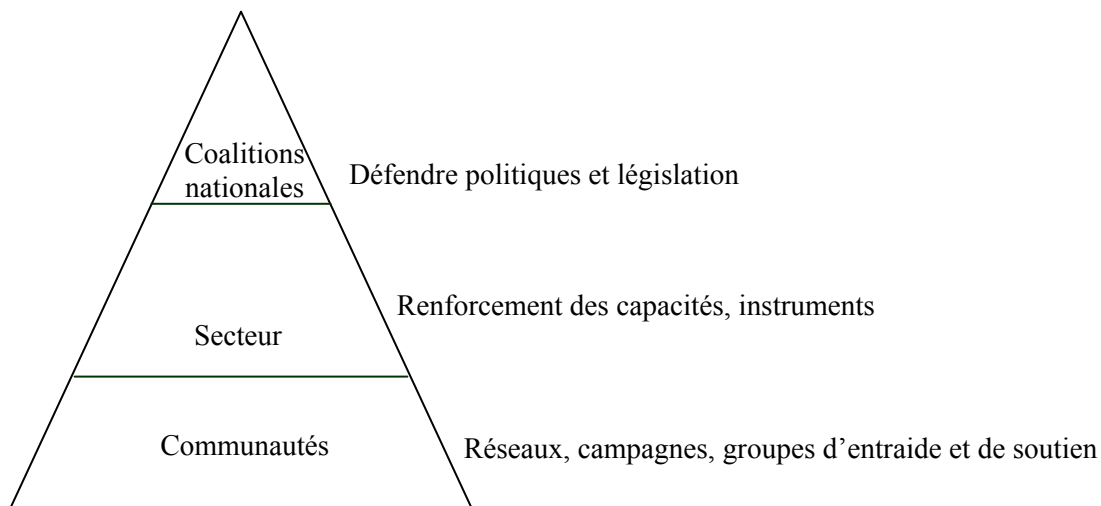 Coalitions
nationales
Défendre politiques et législation
Renforcement des capacités, instruments
Secteur
Communautés
Réseaux, campagnes, groupes d’entraide et de soutien